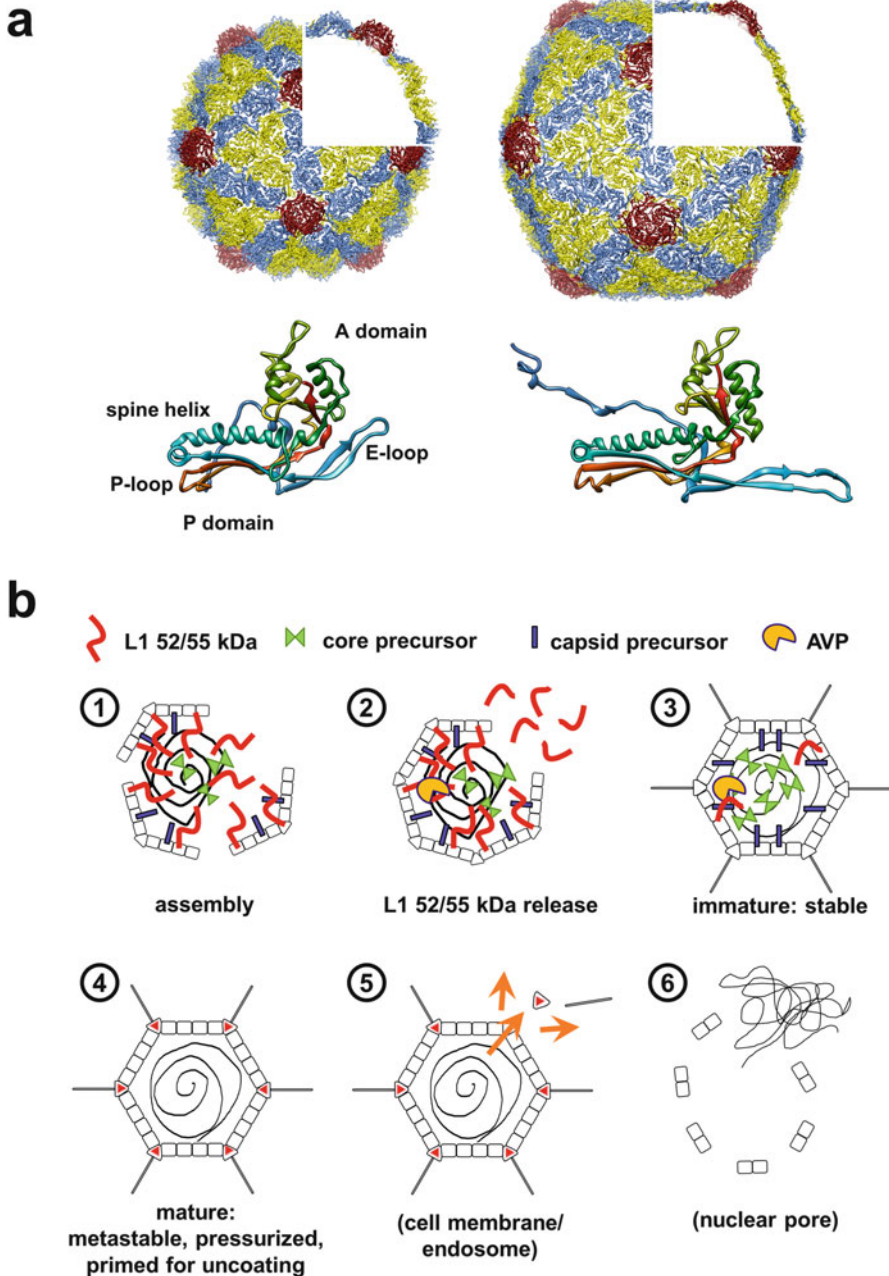 a
A domain
spine helix
E-loop
P-loop
P domain
b
L1 52/55 kDa
core precursor
capsid precursor
AVP
1
2
3
assembly
L1 52/55 kDa release
immature: stable
4
5
6
mature:
metastable, pressurized,
primed for uncoating
(cell membrane/
endosome)
(nuclear pore)